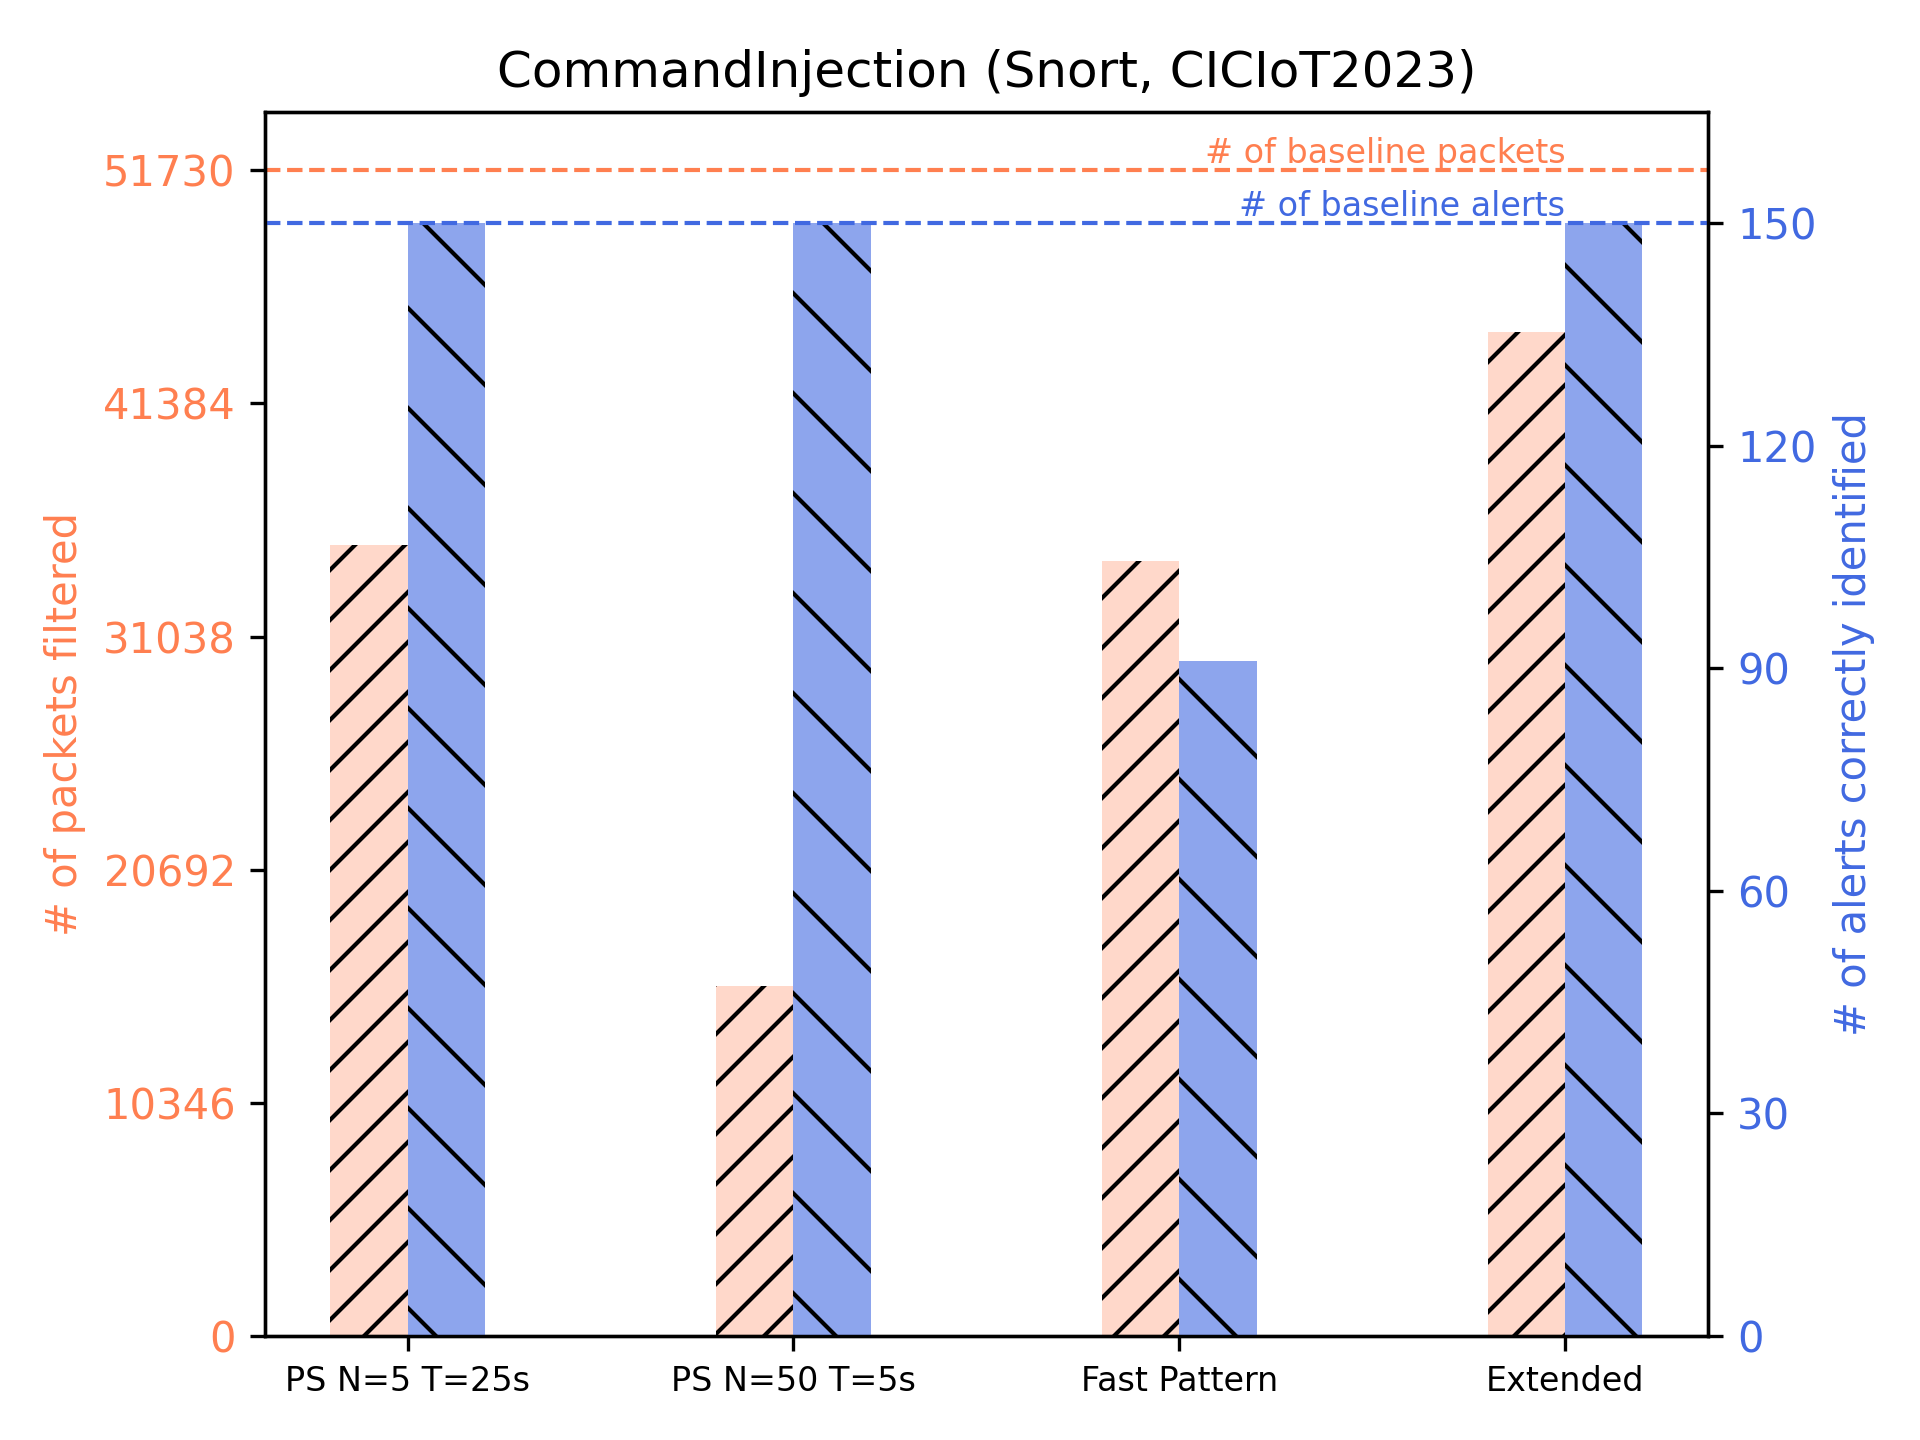 CommandInjection (Snort, CICIoT2023)
# of baseline packets
# of baseline alerts
51730
41384
31038
20692
10346
0
# of packets filtered
150
120
90
60
30
0
# of alerts correctly identified
PS N=5 T=25s
PS N=50 T=5s
Fast Pattern
Extended